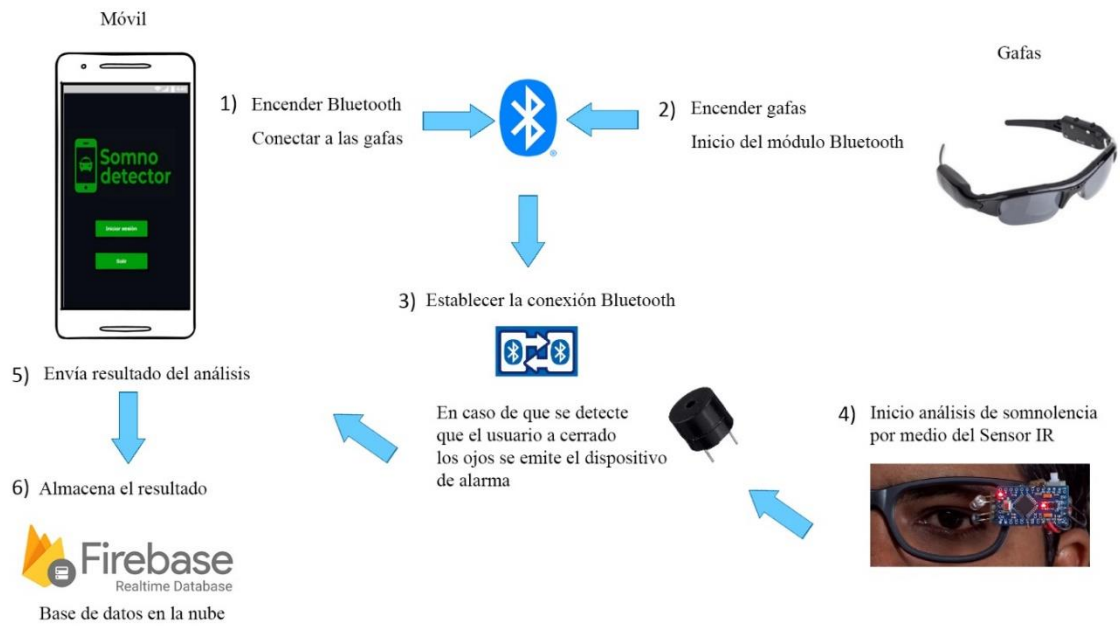 Móvil
Gafas
Somno
detector
Iniciar sesión
Salir
1) Encender Bluetooth
Conectar a las gafas
2) Encender gafas
Inicio del módulo Bluetooth
3) Establecer la conexión Bluetooth
5) Envía resultado del análisis
En caso de que se detecte
que el usuario a cerrado
los ojos se emite el dispositivo
de alarma
4) Inicio análisis de somnolencia
por medio del Sensor IR
6) Almacena el resultado
Firebase
Realtime Database
Base de datos en la nube